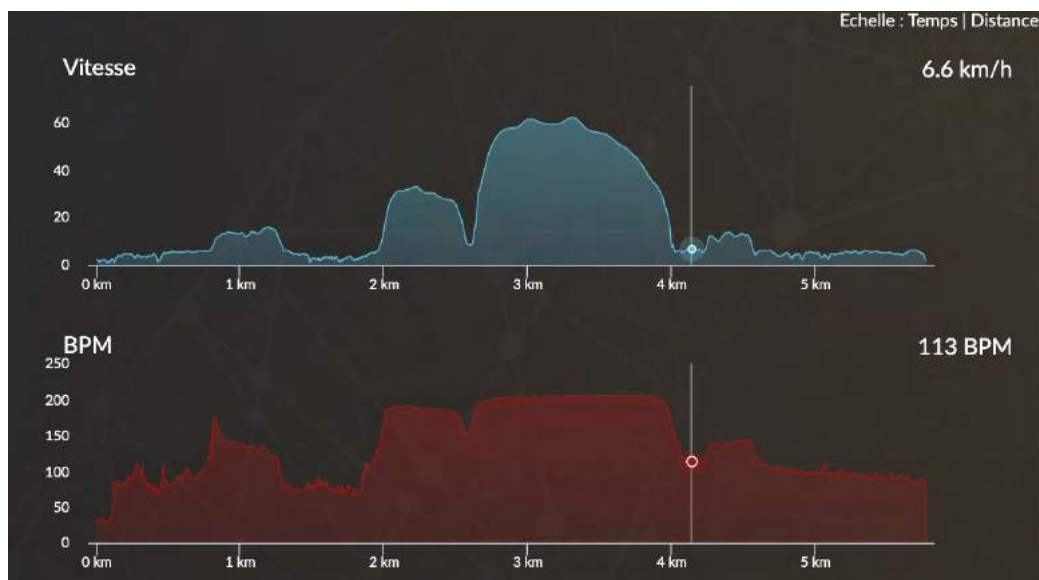 Echelle : Temps | Distance
Vitesse
6.6 km/h
60
40
20
0
0 km
1 km
2 km
3 km
4 km
5 km
BPM
113 BPM
250
200
150
100
50
0
0 km
1 km
2 km
3 km
4 km
5 km